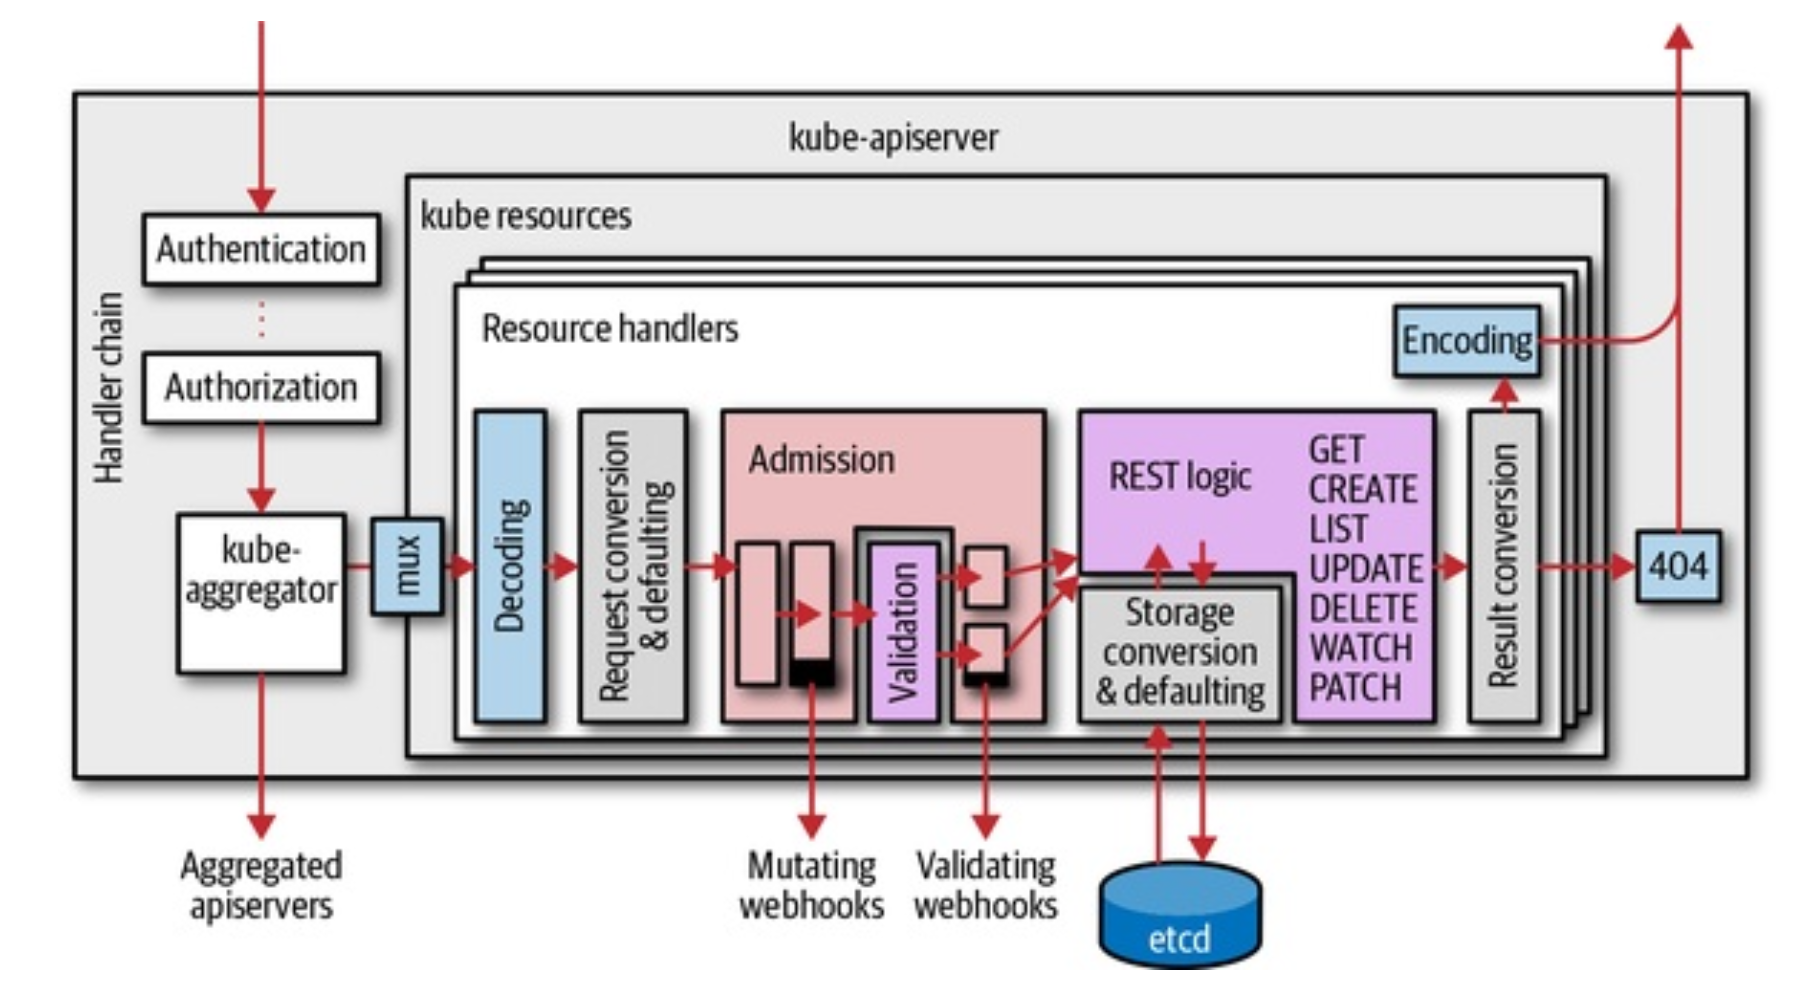 kube-apiserver
Handler chain
Authentication
Authorization
kube-
aggregator
Aggregated
apiservers
mux
kube resources
Resource handlers
Decoding
Request conversion
& defaulting
Admission
Validation
Mutating
webhooks
Validating
webhooks
REST logic
GET
CREATE
LIST
UPDATE
DELETE
WATCH
PATCH
Storage
conversion
& defaulting
etcd
Result conversion
Encoding
404